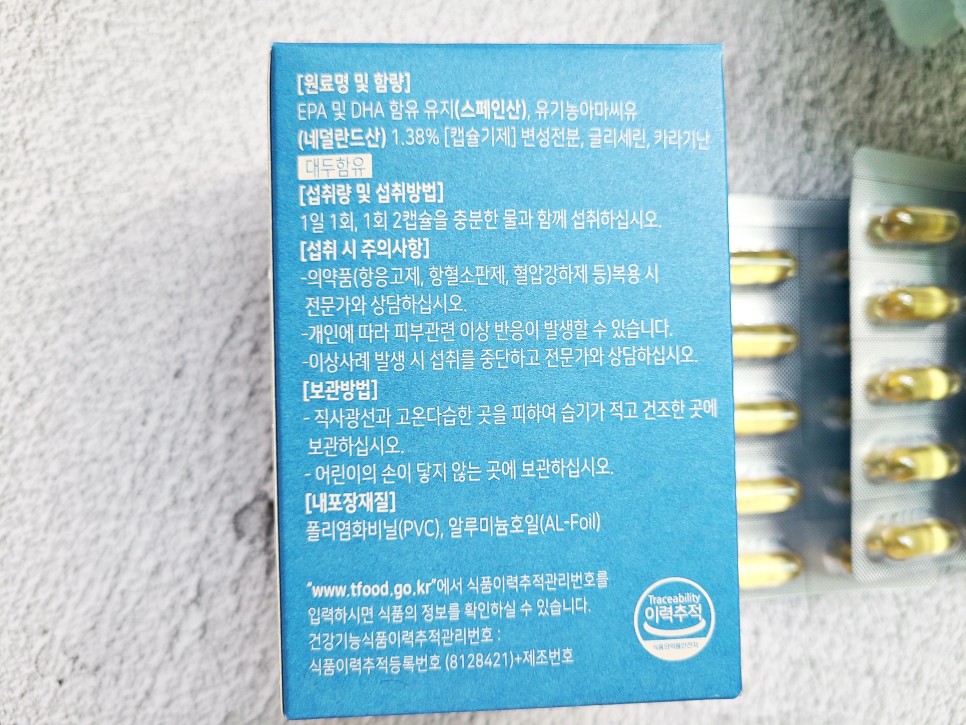 [원료명 및 함량]
EPA 및 DHA 함유 유지(스페인산), 유기농아마씨유
(네덜란드산) 1.38% [캡슐기제] 변성전분, 글리세린, 카라기난
대두함유
[섭취량 및 섭취방법]
1일 1회, 1회 2캡슐을 충분한 물과 함께 섭취하십시오.
[섭취 시 주의사항]
-의약품(항응고제, 항혈소판제, 혈압강하제 등)복용 시
전문가와 상담하십시오.
-개인에 따라 피부관련 이상 반응이 발생할 수 있습니다.
-이상사례 발생 시 섭취를 중단하고 전문가와 상담하십시오.
[보관방법]
- 직사광선과 고온다습한 곳을 피하여 습기가 적고 건조한 곳에
보관하십시오.
- 어린이의 손이 닿지 않는 곳에 보관하십시오.
[내포장재질]
폴리염화비닐(PVC), 알루미늄호일(AL-Foil)
"www.tfood.go.kr"에서 식품이력추적관리번호를
입력하시면 식품의 정보를 확인하실 수 있습니다.
건강기능식품이력추적관리번호 :
식품이력추적등록번호 (8128421)+제조번호
Traceability
이력추적
식품의약품안전처